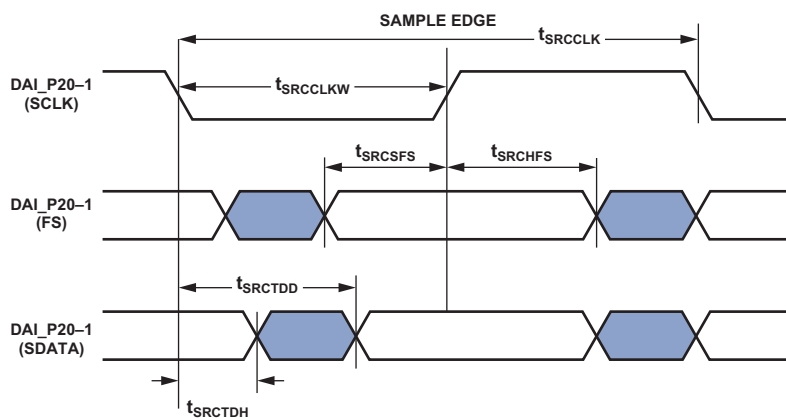 SAMPLE EDGE
tSRCCLK
DAI_P20–1
(SCLK)
tSRCCLKW
tSRCSFS
tSRCHFS
DAI_P20–1
(FS)
tSRCTDD
DAI_P20–1
(SDATA)
tSRCTDH